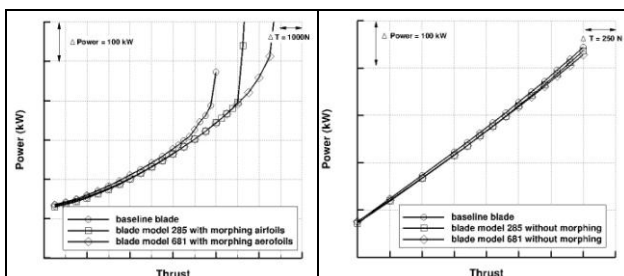 Δ Power = 100 kW
Δ T = 1000N
Power (kW)
baseline blade
blade model 285 with morphing airfoils
blade model 681 with morphing aerofoils
Thrust
Δ Power = 100 kW
Δ T = 250 N
Power (kW)
baseline blade
blade model 285 without morphing
blade model 681 without morphing
Thrust